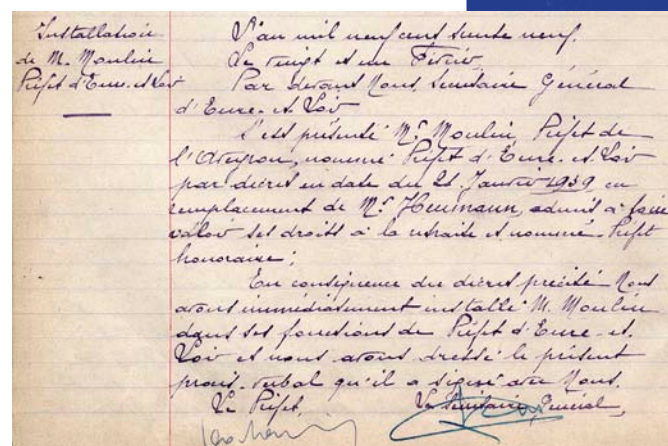 Installation
de M. Moulin
Préfet d'Eure-et-Loir
L'an mil neuf cent trente neuf.
Le vingt et un Février
Par devant Nous, Secrétaire Général
d'Eure-et-Loir
S'est présenté Mr Moulin, Préfet de
l'Aveyron, nommé Préfet d'Eure-et-Loir
par décret en date du 21 Janvier 1939, en
remplacement de Mr Heumann, admis à faire
valoir ses droits à la retraite et nommé Préfet
honoraire;
En conséquence du décret précité Nous
avons immédiatement installé M. Moulin
dans ses fonctions de Préfet d'Eure-et-
Loir et nous avons dressé le présent
procès-verbal qu'il a signé avec Nous.
Le Préfet, Le Secrétaire Général,